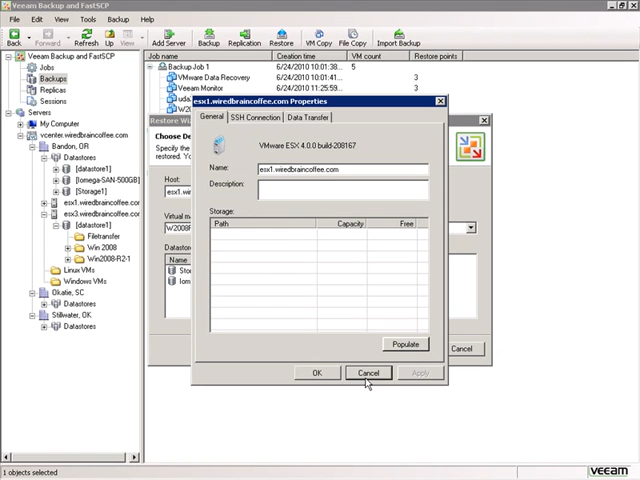 Veeam Backup and FastSCP
File View Tools Backup Help
Back Forward Refresh Up View Add Server Backup Replication Restore VM Copy File Copy Import Backup
Veeam Backup and FastSCP
Jobs
Backups
Replicas
Sessions
Servers
My Computer
vcenter.wiredbraincoffee.com
Bandon, OR
Datastores
[datastore1]
[Iomega-SAN-500GB]
[Storage1]
esx1.wiredbraincoffee.com
esx3.wiredbraincoffee.com
[datastore1]
Filetransfer
Win 2008
Win2008-R2-1
Linux VMs
Windows VMs
Okatie, SC
Datastores
Stillwater, OK
Datastores
Job name Creation time VM count Restore points
Backup Job 1 6/24/2010 10:01:38... 5
VMware Data Recovery 6/24/2010 10:01:41... 3
Veeam Monitor 6/24/2010 11:25:59... 3
uda
W20
Restore Wi
Choose De
Specify the
restored. Yo
Host:
esx1.wired
Virtual ma
W2008F
Datastor
Name
Stor
Iom
Cancel
esx1.wiredbraincoffee.com Properties
General SSH Connection Data Transfer
VMware ESX 4.0.0 build-208167
Name: esx1.wiredbraincoffee.com
Description:
Storage:
Path Capacity Free
Populate
OK Cancel Apply
1 objects selected
veeam